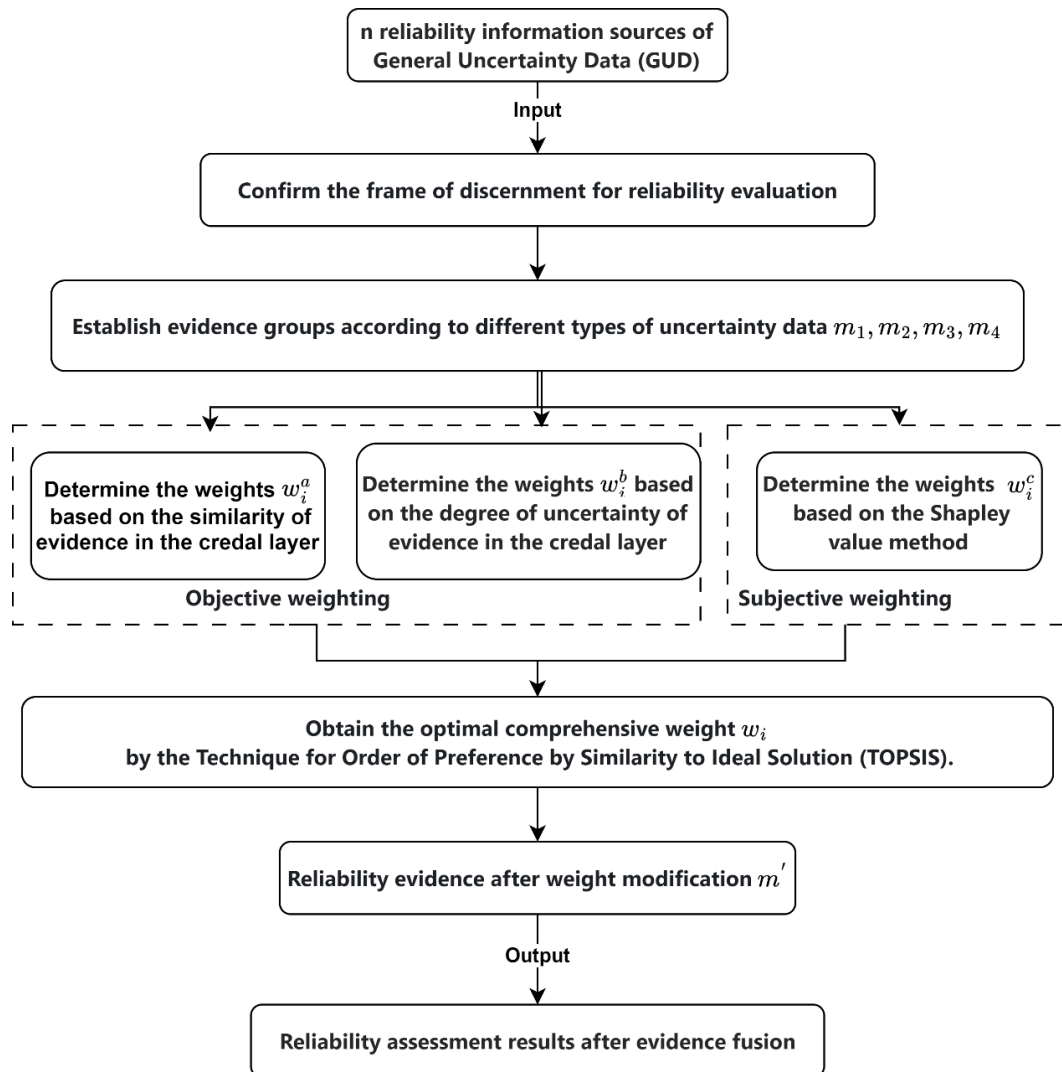 n reliability information sources of
General Uncertainty Data (GUD)
Input
Confirm the frame of discernment for reliability evaluation
Establish evidence groups according to different types of uncertainty data m₁, m₂, m₃, m₄
Determine the weights wᵢᵃ
based on the similarity of
evidence in the credal layer
Determine the weights wᵢᵇ based
on the degree of uncertainty of
evidence in the credal layer
Objective weighting
Determine the weights wᵢᶜ
based on the Shapley
value method
Subjective weighting
Obtain the optimal comprehensive weight wᵢ
by the Technique for Order of Preference by Similarity to Ideal Solution (TOPSIS).
Reliability evidence after weight modification m′
Output
Reliability assessment results after evidence fusion